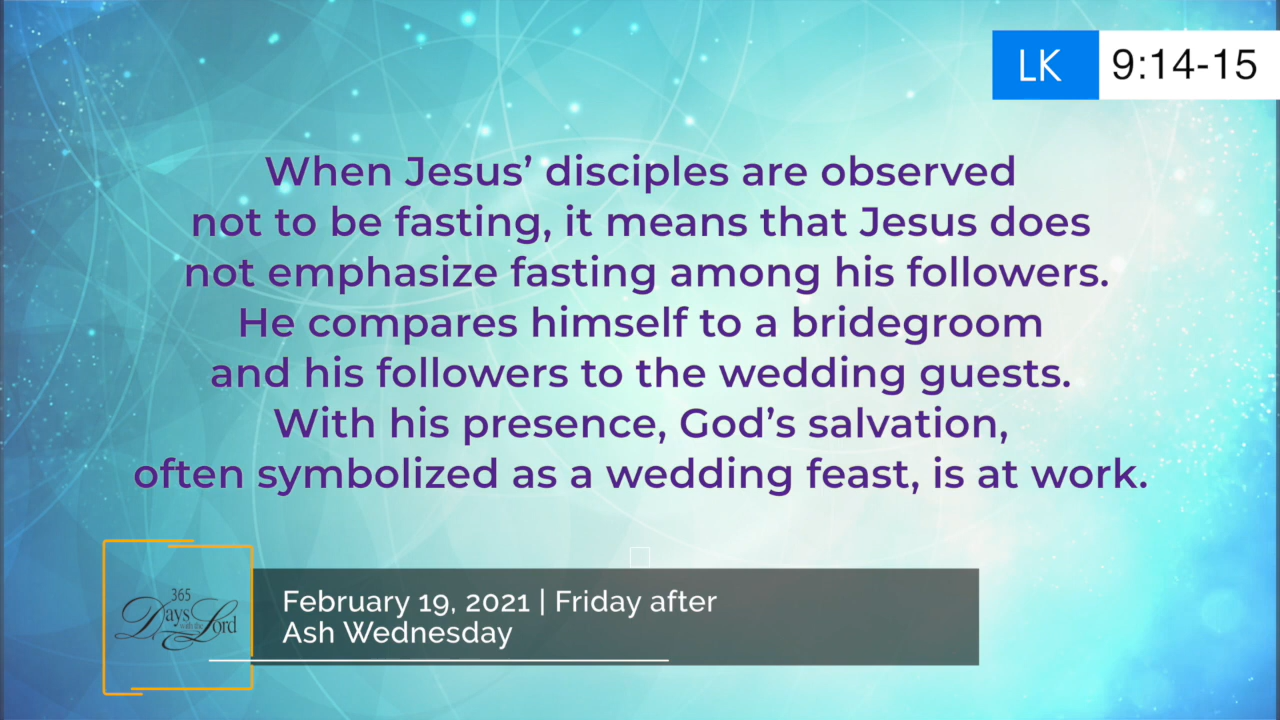 LK 9:14-15
When Jesus’ disciples are observed
not to be fasting, it means that Jesus does
not emphasize fasting among his followers.
He compares himself to a bridegroom
and his followers to the wedding guests.
With his presence, God’s salvation,
often symbolized as a wedding feast, is at work.
365
Days with the Lord
February 19, 2021 | Friday after
Ash Wednesday